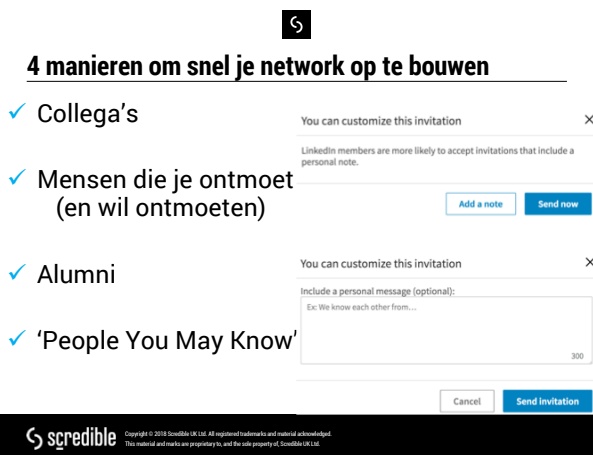 4 manieren om snel je network op te bouwen
✓ Collega's
✓ Mensen die je ontmoet
(en wil ontmoeten)
✓ Alumni
✓ 'People You May Know'
You can customize this invitation
LinkedIn members are more likely to accept invitations that include a
personal note.
Add a note
Send now
You can customize this invitation
Include a personal message (optional):
Ex: We know each other from...
300
Cancel
Send invitation
scredible
Copyright © 2018 Scredible UK Ltd. All registered trademarks and material acknowledged.
This material and marks are proprietary to, and the sole property of, Scredible UK Ltd.